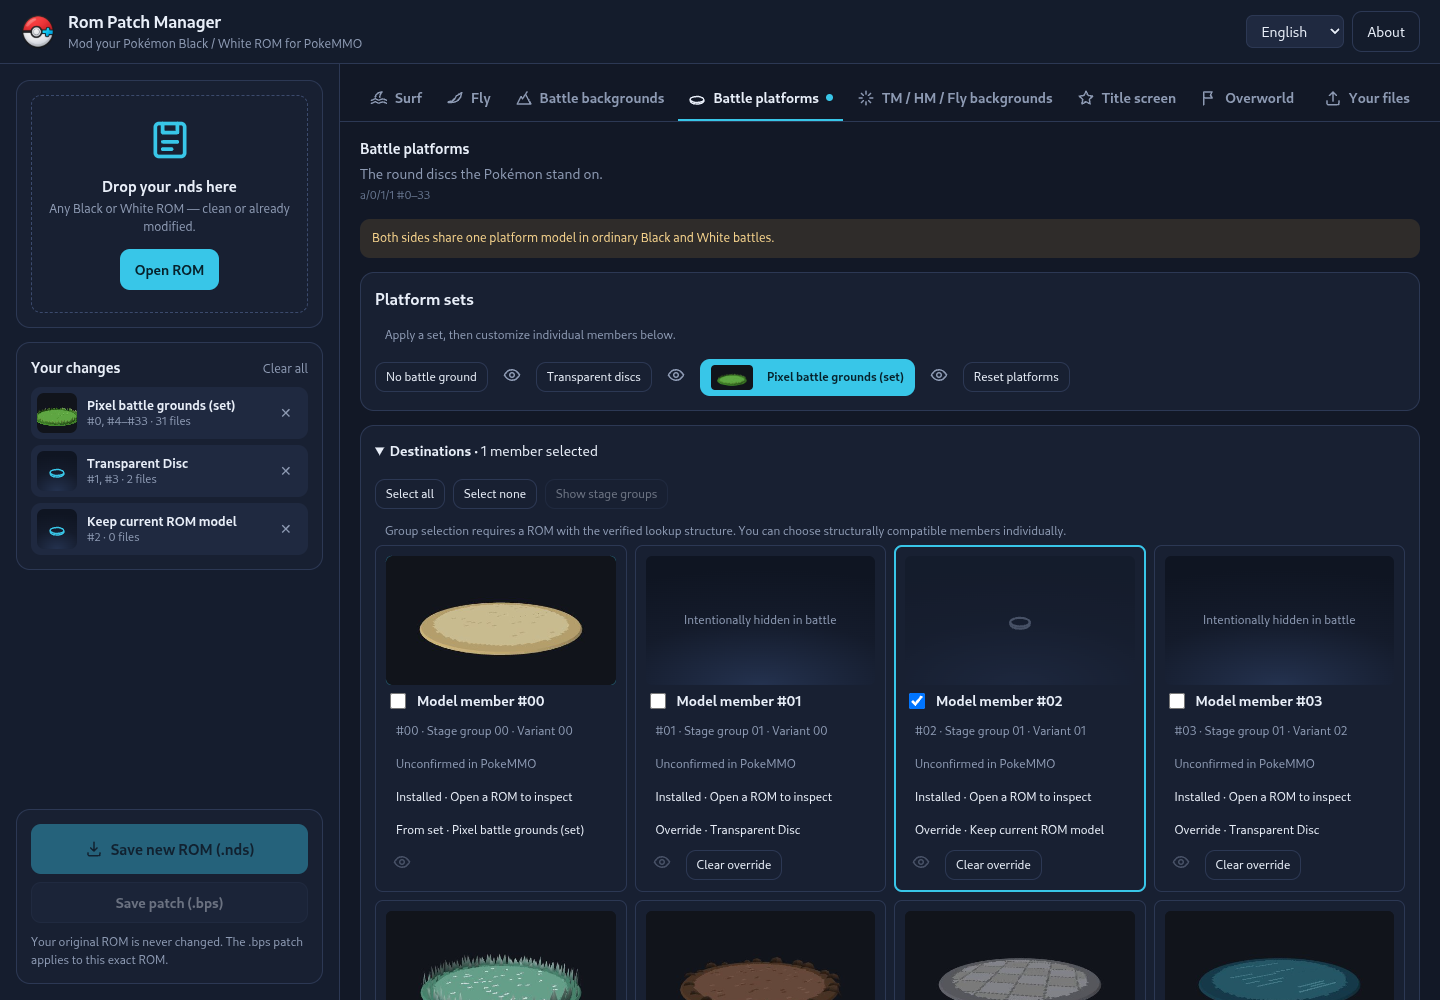 Rom Patch Manager
Mod your Pokémon Black / White ROM for PokeMMO
English
About
Drop your .nds here
Any Black or White ROM — clean or already
modified.
Open ROM
Your changes
Clear all
Pixel battle grounds (set)
#0, #4–#33 · 31 files
Transparent Disc
#1, #3 · 2 files
Keep current ROM model
#2 · 0 files
Save new ROM (.nds)
Save patch (.bps)
Your original ROM is never changed. The .bps patch
applies to this exact ROM.
Surf
Fly
Battle backgrounds
Battle platforms
TM / HM / Fly backgrounds
Title screen
Overworld
Your files
Battle platforms
The round discs the Pokémon stand on.
a/0/1/1 #0–33
Both sides share one platform model in ordinary Black and White battles.
Platform sets
Apply a set, then customize individual members below.
No battle ground
Transparent discs
Pixel battle grounds (set)
Reset platforms
Destinations · 1 member selected
Select all
Select none
Show stage groups
Group selection requires a ROM with the verified lookup structure. You can choose structurally compatible members individually.
Model member #00
#00 · Stage group 00 · Variant 00
Unconfirmed in PokeMMO
Installed · Open a ROM to inspect
From set · Pixel battle grounds (set)
Intentionally hidden in battle
Model member #01
#01 · Stage group 01 · Variant 00
Unconfirmed in PokeMMO
Installed · Open a ROM to inspect
Override · Transparent Disc
Clear override
Model member #02
#02 · Stage group 01 · Variant 01
Unconfirmed in PokeMMO
Installed · Open a ROM to inspect
Override · Keep current ROM model
Clear override
Intentionally hidden in battle
Model member #03
#03 · Stage group 01 · Variant 02
Unconfirmed in PokeMMO
Installed · Open a ROM to inspect
Override · Transparent Disc
Clear override